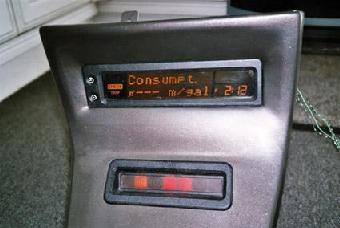 Consumpt.
--- m/gal. 2:12